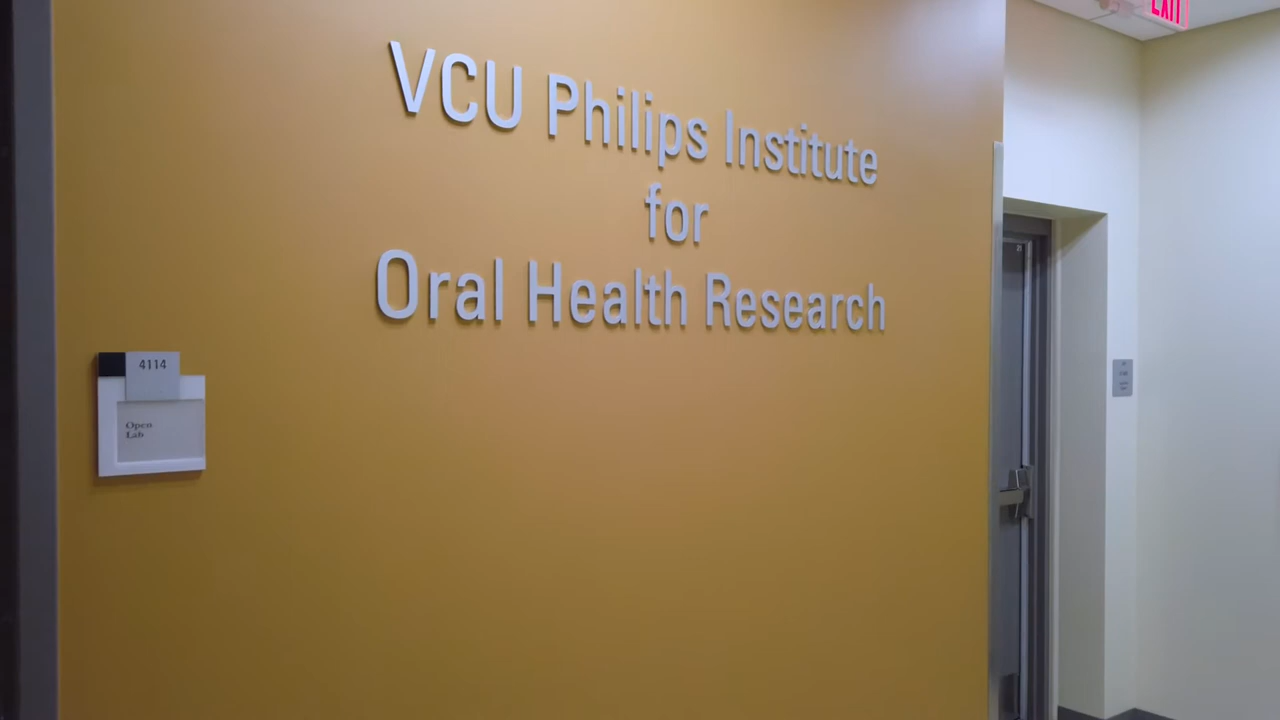 VCU Philips Institute
for
Oral Health Research
4114
Open
Lab
EXIT